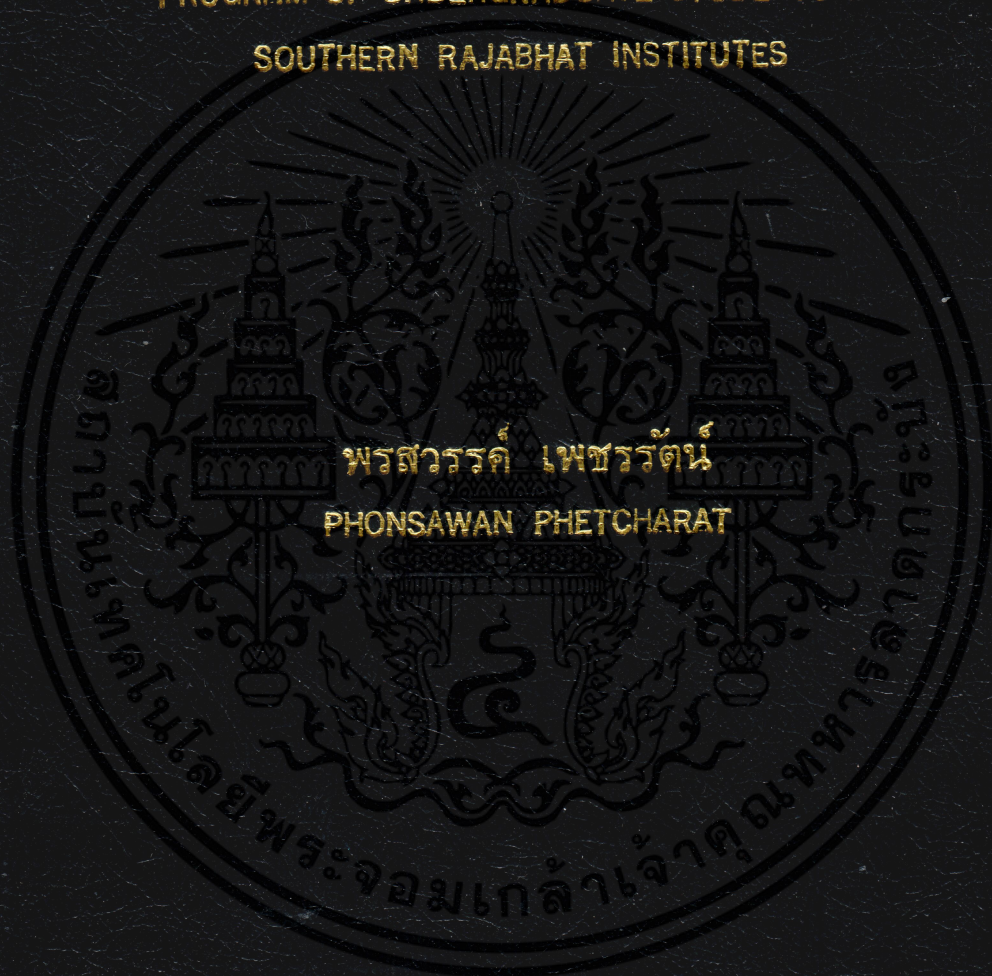 SOUTHERN RAJABHAT INSTITUTES
พรสวรรค์ เพชรรัตน์
PHONSAWAN PHETCHARAT
๔
สถาบันเทคโนโลยีพระจอมเกล้าเจ้าคุณทหารลาดกระบัง